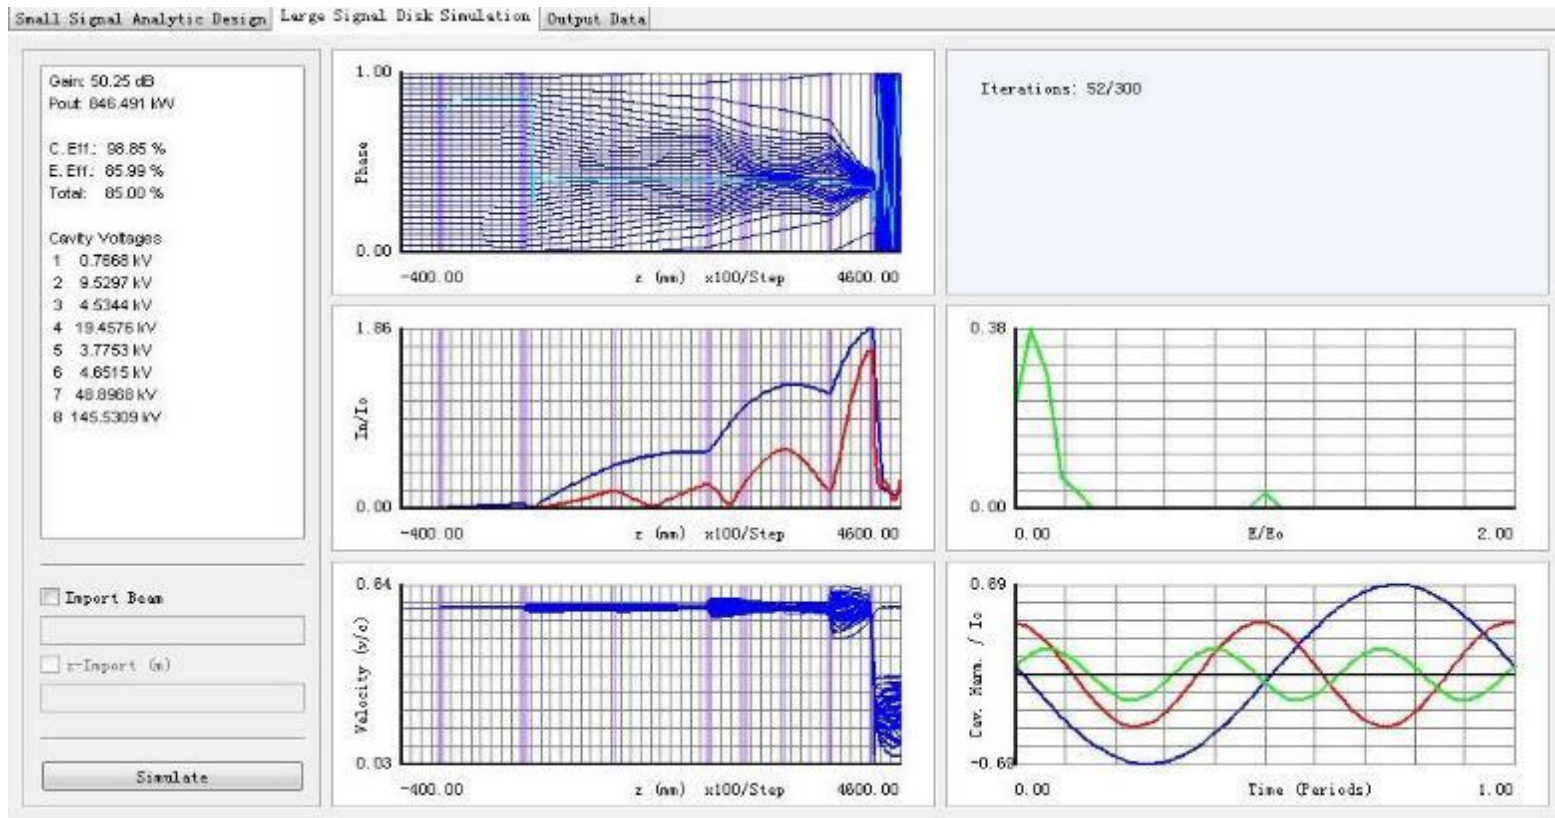 Small Signal Analytic Design Large Signal Disk Simulation Output Data
Gain: 50.25 dB
Pout: 846.491 kW
C. Eff.: 98.85 %
E. Eff.: 85.99 %
Total: 85.00 %
Cavity Voltages
1 0.7668 kV
2 9.5297 kV
3 4.5344 kV
4 19.4576 kV
5 3.7753 kV
6 4.6515 kV
7 48.8968 kV
8 145.5309 kV
Import Beam
z-Import (m)
Simulate
1.00
Phase
0.00
-400.00 z (mm) x100/Step 4600.00
Iterations: 52/300
1.86
In/Io
0.00
-400.00 z (mm) x100/Step 4600.00
0.38
0.00
0.00 E/Eo 2.00
0.64
Velocity (v/c)
0.03
-400.00 z (mm) x100/Step 4600.00
0.69
Cav. Harm. / Io
-0.68
0.00 Time (Periods) 1.00